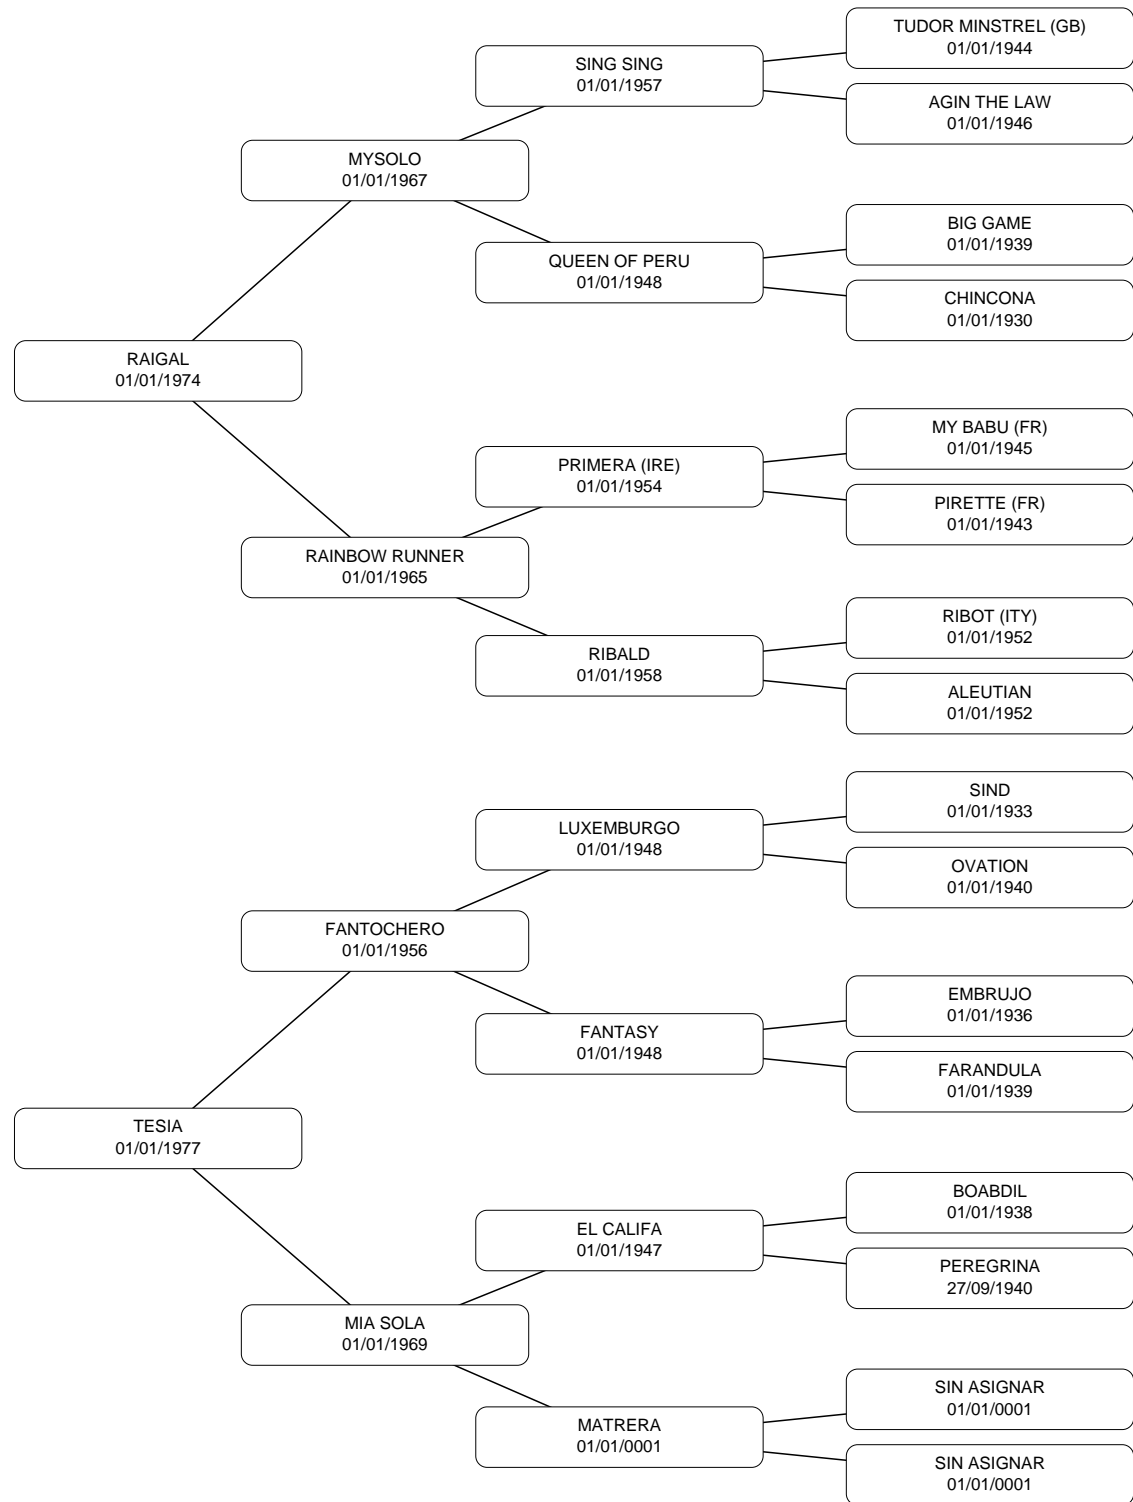 TUDOR MINSTREL (GB)
01/01/1944
SING SING
01/01/1957
AGIN THE LAW
01/01/1946
MYSOLO
01/01/1967
BIG GAME
01/01/1939
QUEEN OF PERU
01/01/1948
CHINCONA
01/01/1930
RAIGAL
01/01/1974
MY BABU (FR)
01/01/1945
PRIMERA (IRE)
01/01/1954
PIRETTE (FR)
01/01/1943
RAINBOW RUNNER
01/01/1965
RIBOT (ITY)
01/01/1952
RIBALD
01/01/1958
ALEUTIAN
01/01/1952
SIND
01/01/1933
LUXEMBURGO
01/01/1948
OVATION
01/01/1940
FANTOCHERO
01/01/1956
EMBRUJO
01/01/1936
FANTASY
01/01/1948
FARANDULA
01/01/1939
TESIA
01/01/1977
BOABDIL
01/01/1938
EL CALIFA
01/01/1947
PEREGRINA
27/09/1940
MIA SOLA
01/01/1969
SIN ASIGNAR
01/01/0001
MATRERA
01/01/0001
SIN ASIGNAR
01/01/0001